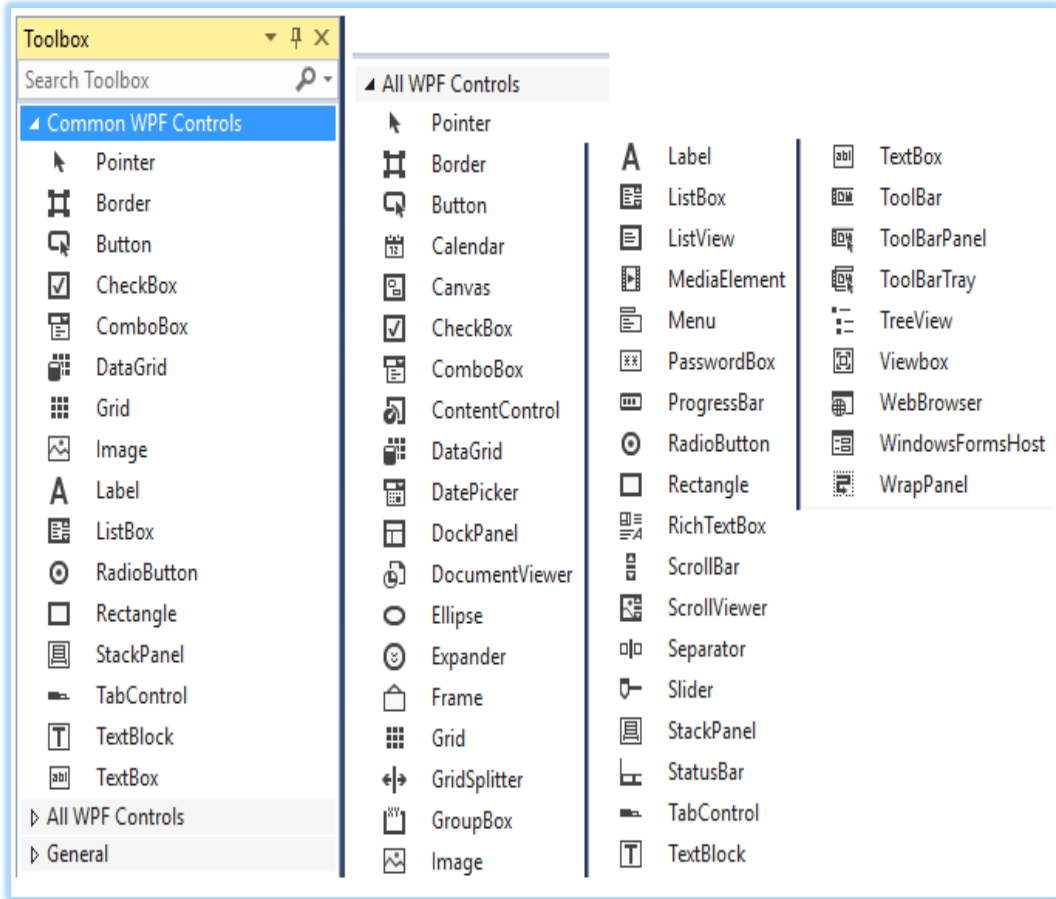 Toolbox
Search Toolbox
Common WPF Controls
Pointer
Border
Button
CheckBox
ComboBox
DataGrid
Grid
Image
Label
ListBox
RadioButton
Rectangle
StackPanel
TabControl
TextBlock
TextBox
All WPF Controls
General
All WPF Controls
Pointer
Border
Button
Calendar
Canvas
CheckBox
ComboBox
ContentControl
DataGrid
DatePicker
DockPanel
DocumentViewer
Ellipse
Expander
Frame
Grid
GridSplitter
GroupBox
Image
Label
ListBox
ListView
MediaElement
Menu
PasswordBox
ProgressBar
RadioButton
Rectangle
RichTextBox
ScrollBar
ScrollViewer
Separator
Slider
StackPanel
StatusBar
TabControl
TextBlock
TextBox
ToolBar
ToolBarPanel
ToolBarTray
TreeView
Viewbox
WebBrowser
WindowsFormsHost
WrapPanel